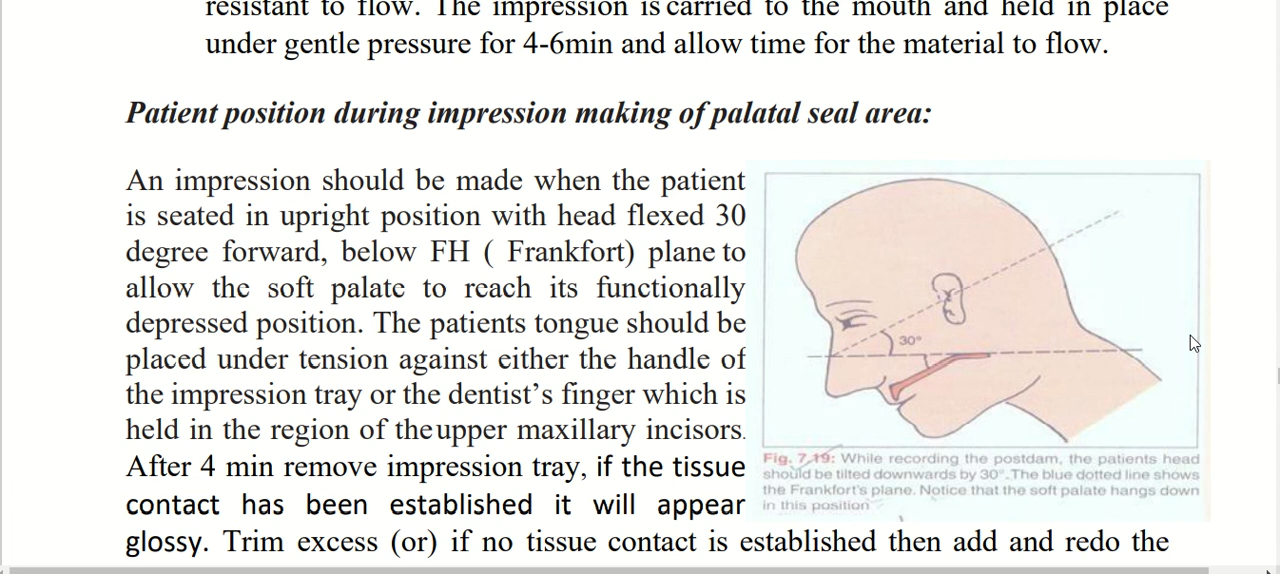 resistant to flow. The impression is carried to the mouth and held in place
under gentle pressure for 4-6min and allow time for the material to flow.
Patient position during impression making of palatal seal area:
An impression should be made when the patient
is seated in upright position with head flexed 30
degree forward, below FH ( Frankfort) plane to
allow the soft palate to reach its functionally
depressed position. The patients tongue should be
placed under tension against either the handle of
the impression tray or the dentist’s finger which is
held in the region of the upper maxillary incisors.
After 4 min remove impression tray, if the tissue
contact has been established it will appear
glossy. Trim excess (or) if no tissue contact is established then add and redo the
30°
Fig. 7.19: While recording the postdam, the patients head
should be tilted downwards by 30°. The blue dotted line shows
the Frankfort's plane. Notice that the soft palate hangs down
in this position